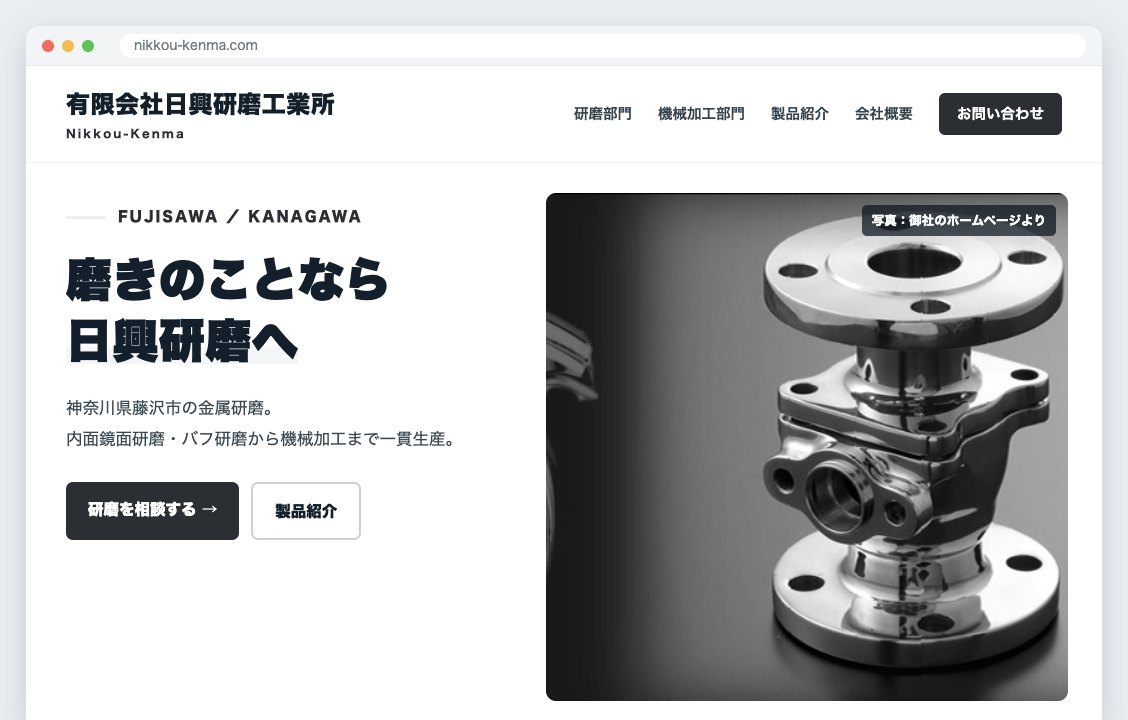 nikkou-kenma.com
有限会社日興研磨工業所
Nikkou-Kenma
研磨部門 機械加工部門 製品紹介 会社概要 お問い合わせ
写真：御社のホームページより
FUJISAWA ／ KANAGAWA
磨きのことなら
日興研磨へ
神奈川県藤沢市の金属研磨。
内面鏡面研磨・バフ研磨から機械加工まで一貫生産。
研磨を相談する → 製品紹介